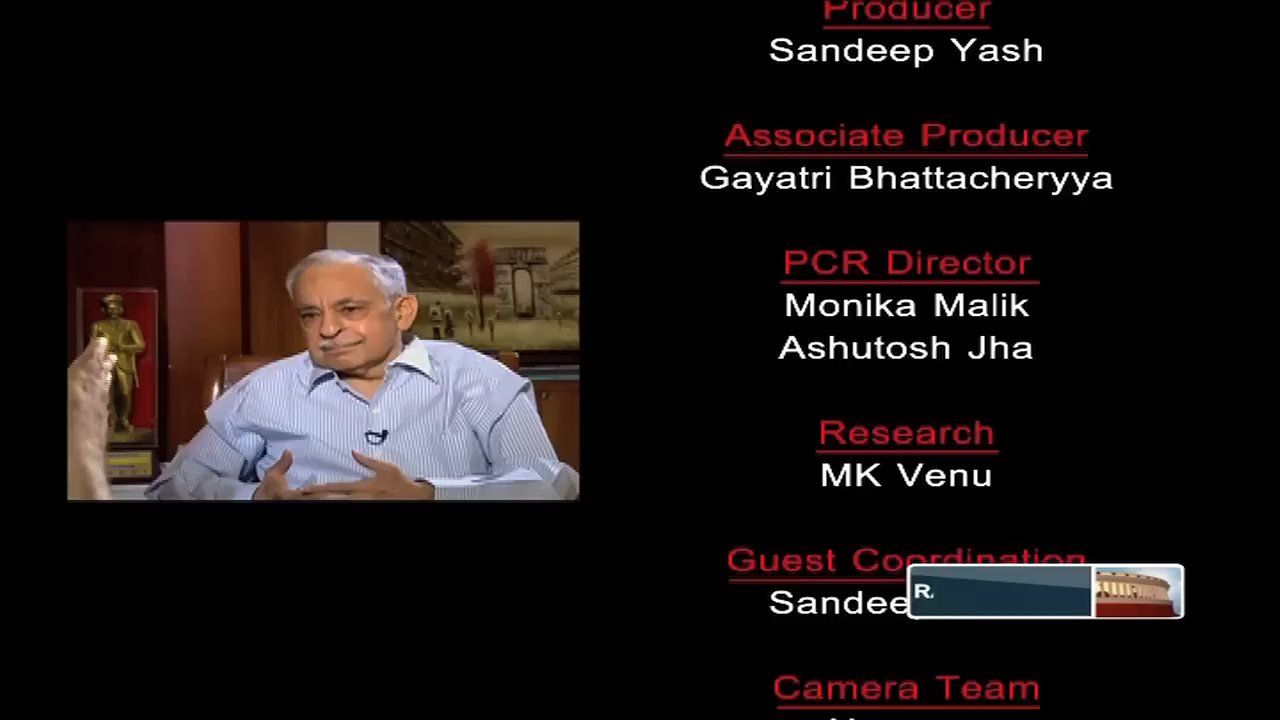 Producer
Sandeep Yash
Associate Producer
Gayatri Bhattacheryya
PCR Director
Monika Malik
Ashutosh Jha
Research
MK Venu
Guest Coordination
Sandee
Camera Team